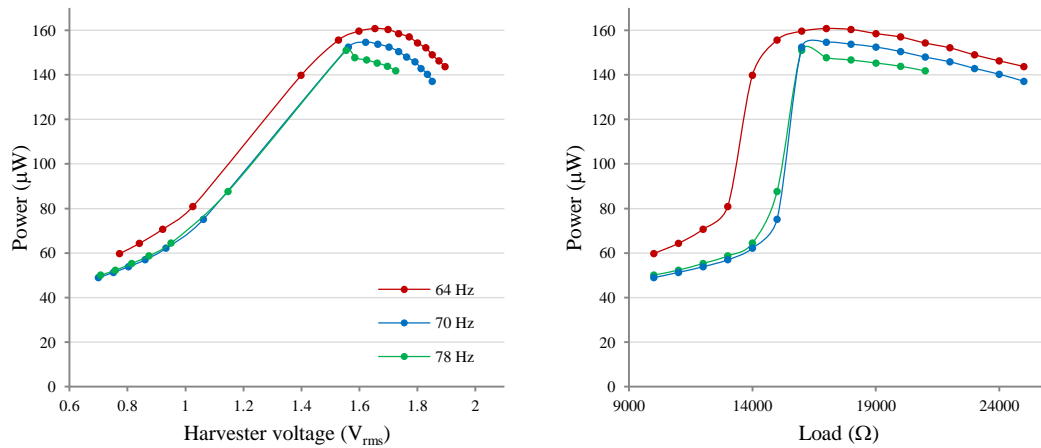 160
140
120
100
80
60
40
20
0
Power (μW)
0.6 0.8 1 1.2 1.4 1.6 1.8 2
Harvester voltage (Vrms)
64 Hz
70 Hz
78 Hz
160
140
120
100
80
60
40
20
0
Power (μW)
9000 14000 19000 24000
Load (Ω)